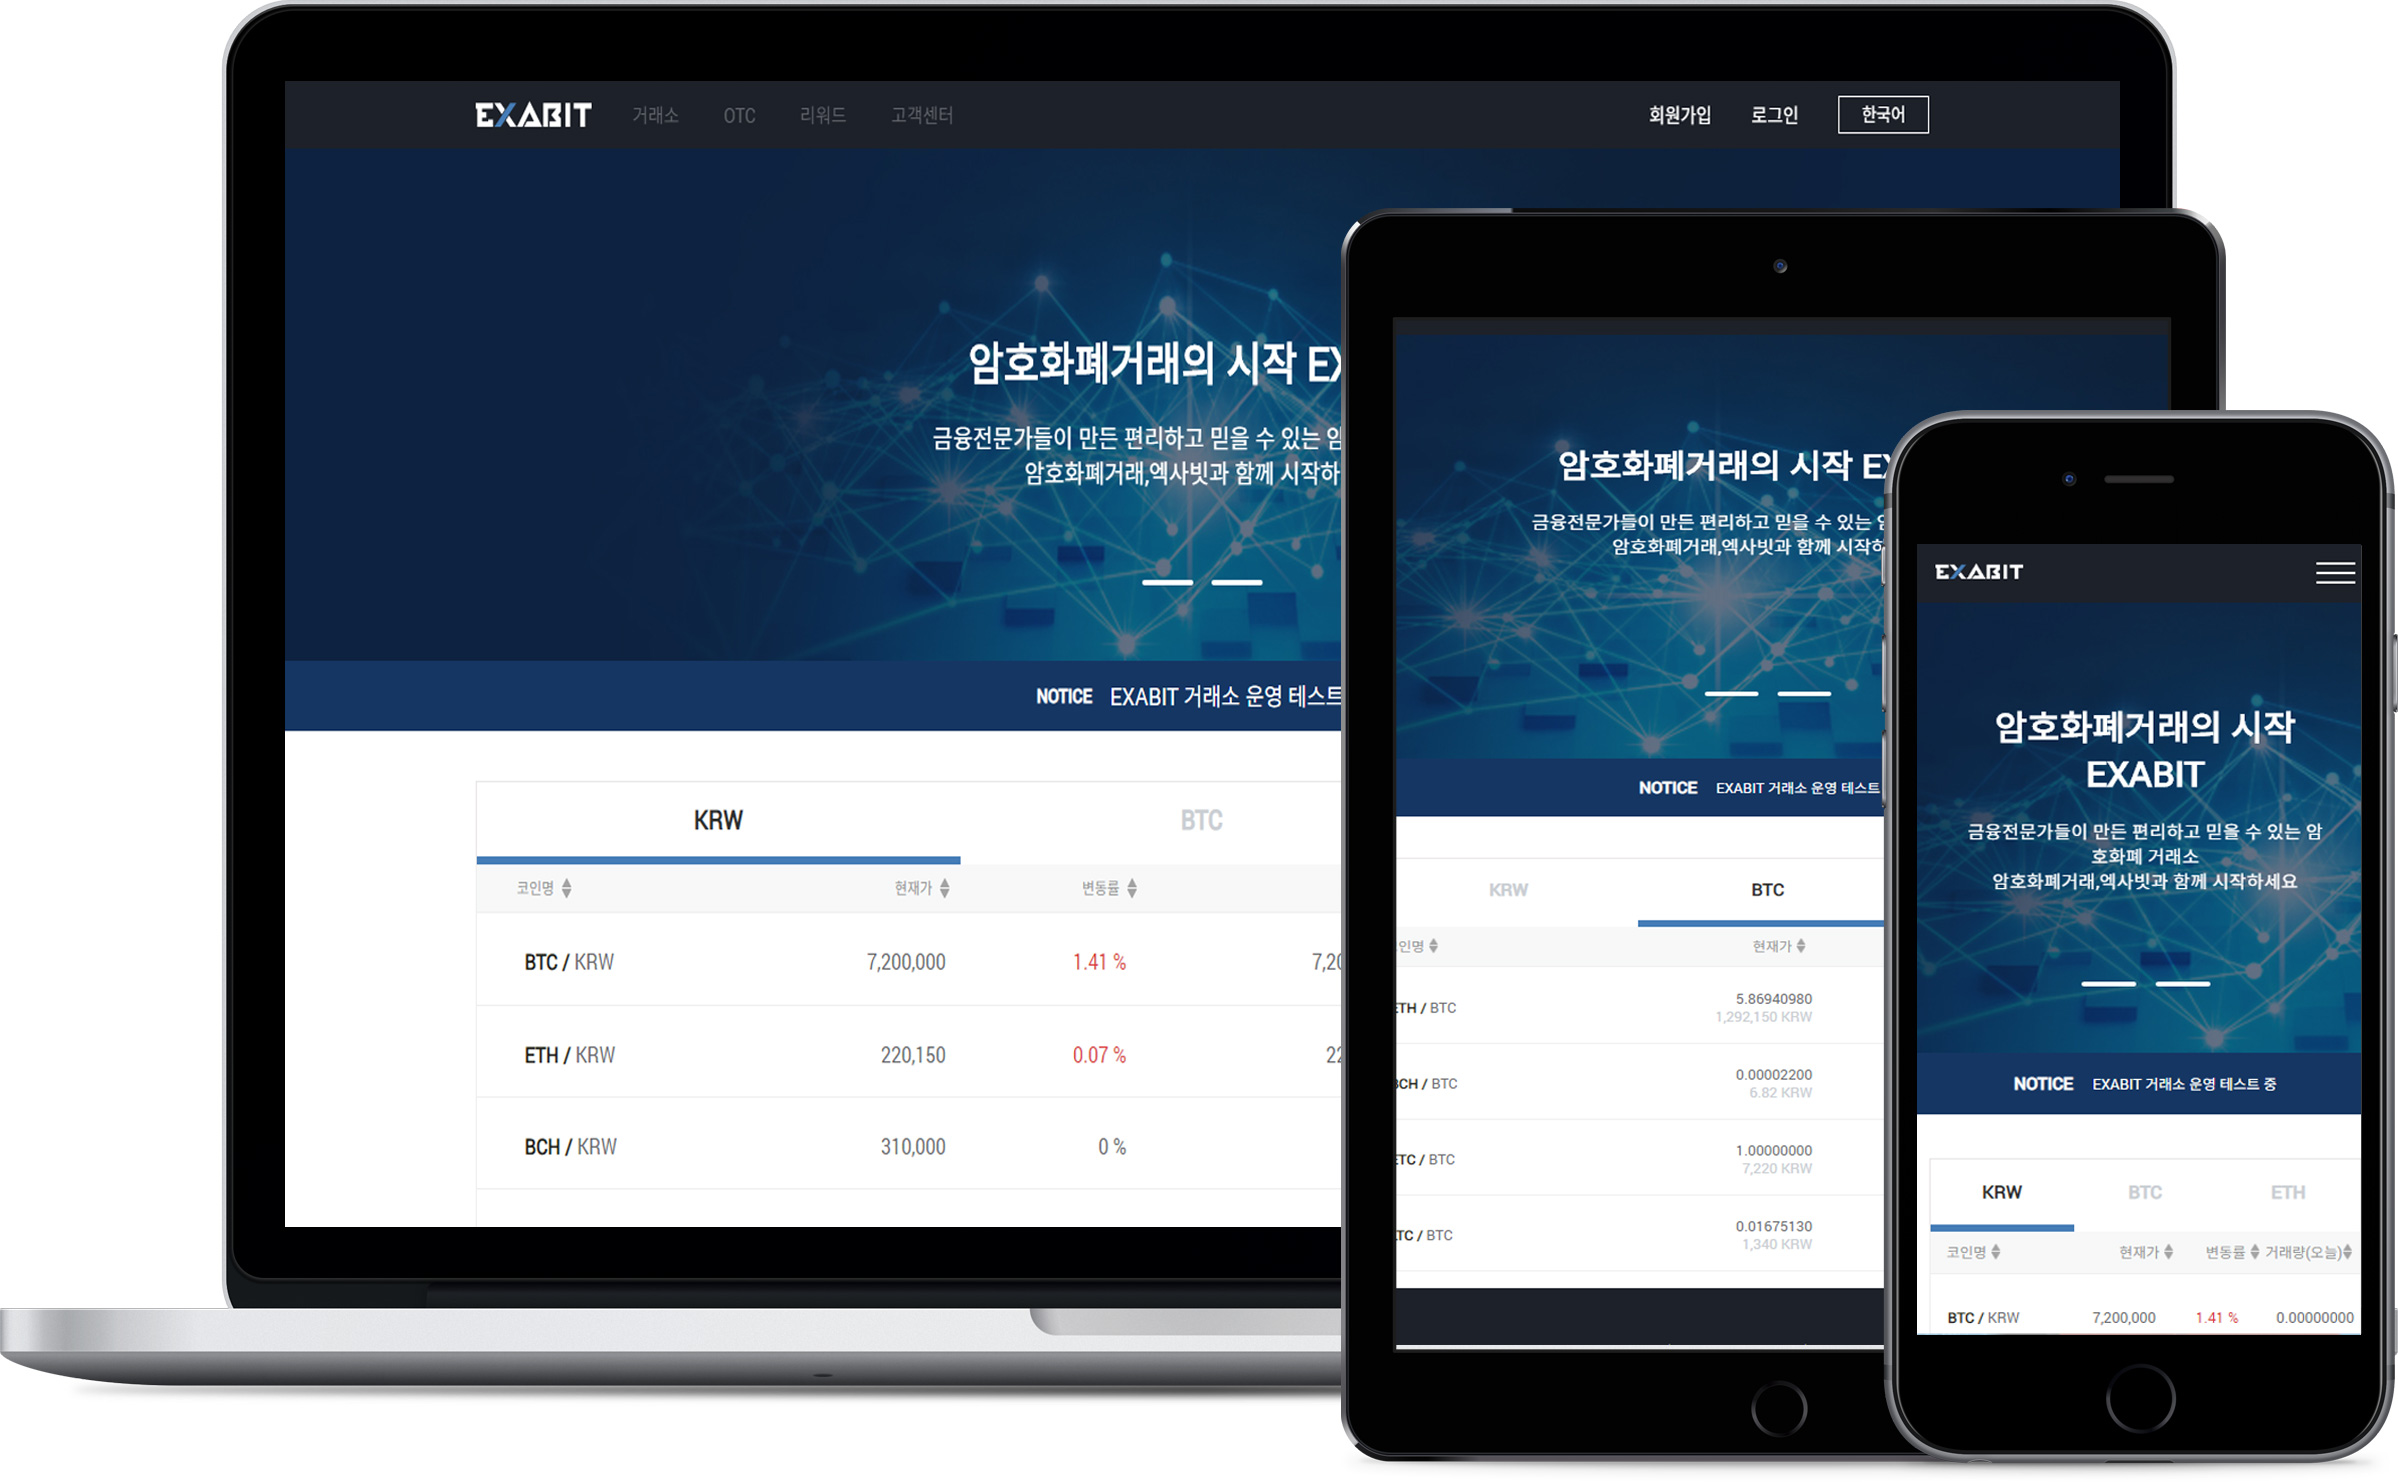 EXABIT 거래소 OTC 리워드 고객센터 회원가입 로그인 한국어
암호화폐거래의 시작 EX
금융전문가들이 만든 편리하고 믿을 수 있는 암
암호화폐거래,엑사빗과 함께 시작하
NOTICE EXABIT 거래소 운영 테스트
KRW BTC
코인명 현재가 변동률
BTC / KRW 7,200,000 1.41 % 7,20
ETH / KRW 220,150 0.07 % 22
BCH / KRW 310,000 0 %
암호화폐거래의 시작 EX
금융전문가들이 만든 편리하고 믿을 수 있는
암호화폐거래,엑사빗과 함께 시작하
NOTICE EXABIT 거래소 운영 테스트
KRW BTC
인명 현재가
TH / BTC 5.86940980
1,292,150 KRW
CH / BTC 0.00002200
6.82 KRW
TC / BTC 1.00000000
7,220 KRW
TC / BTC 0.01675130
1,340 KRW
EXABIT
암호화폐거래의 시작
EXABIT
금융전문가들이 만든 편리하고 믿을 수 있는 암
호화폐 거래소
암호화폐거래,엑사빗과 함께 시작하세요
NOTICE EXABIT 거래소 운영 테스트 중
KRW BTC ETH
코인명 현재가 변동률 거래량(오늘)
BTC / KRW 7,200,000 1.41 % 0.00000000